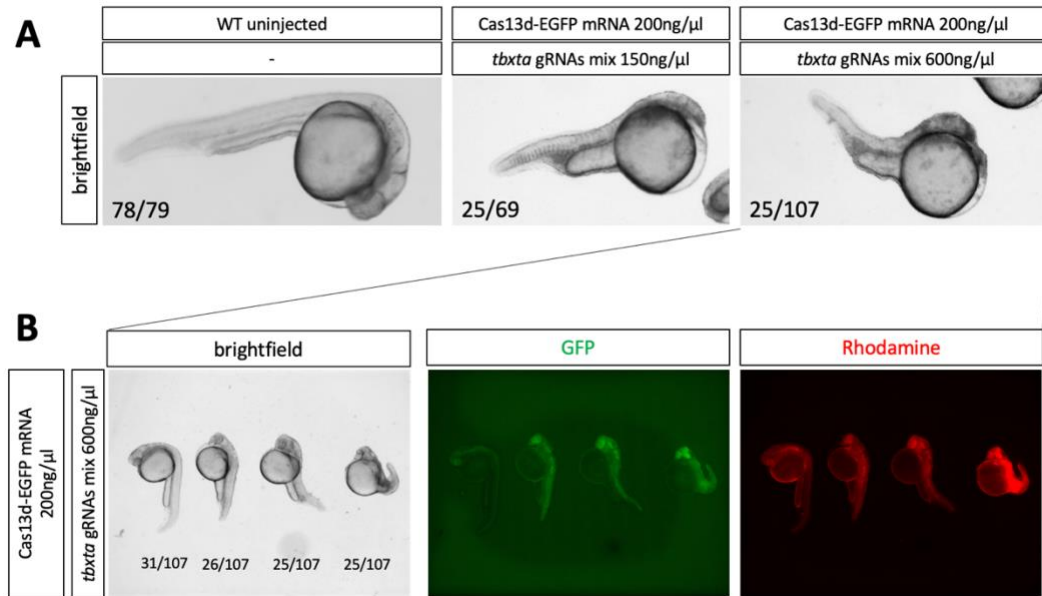 A
WT uninjected
Cas13d-EGFP mRNA 200ng/µl
Cas13d-EGFP mRNA 200ng/µl
-
tbxta gRNAs mix 150ng/µl
tbxta gRNAs mix 600ng/µl
brightfield
78/79
25/69
25/107
B
brightfield
GFP
Rhodamine
Cas13d-EGFP mRNA
200ng/µl
tbxta gRNAs mix 600ng/µl
31/107
26/107
25/107
25/107